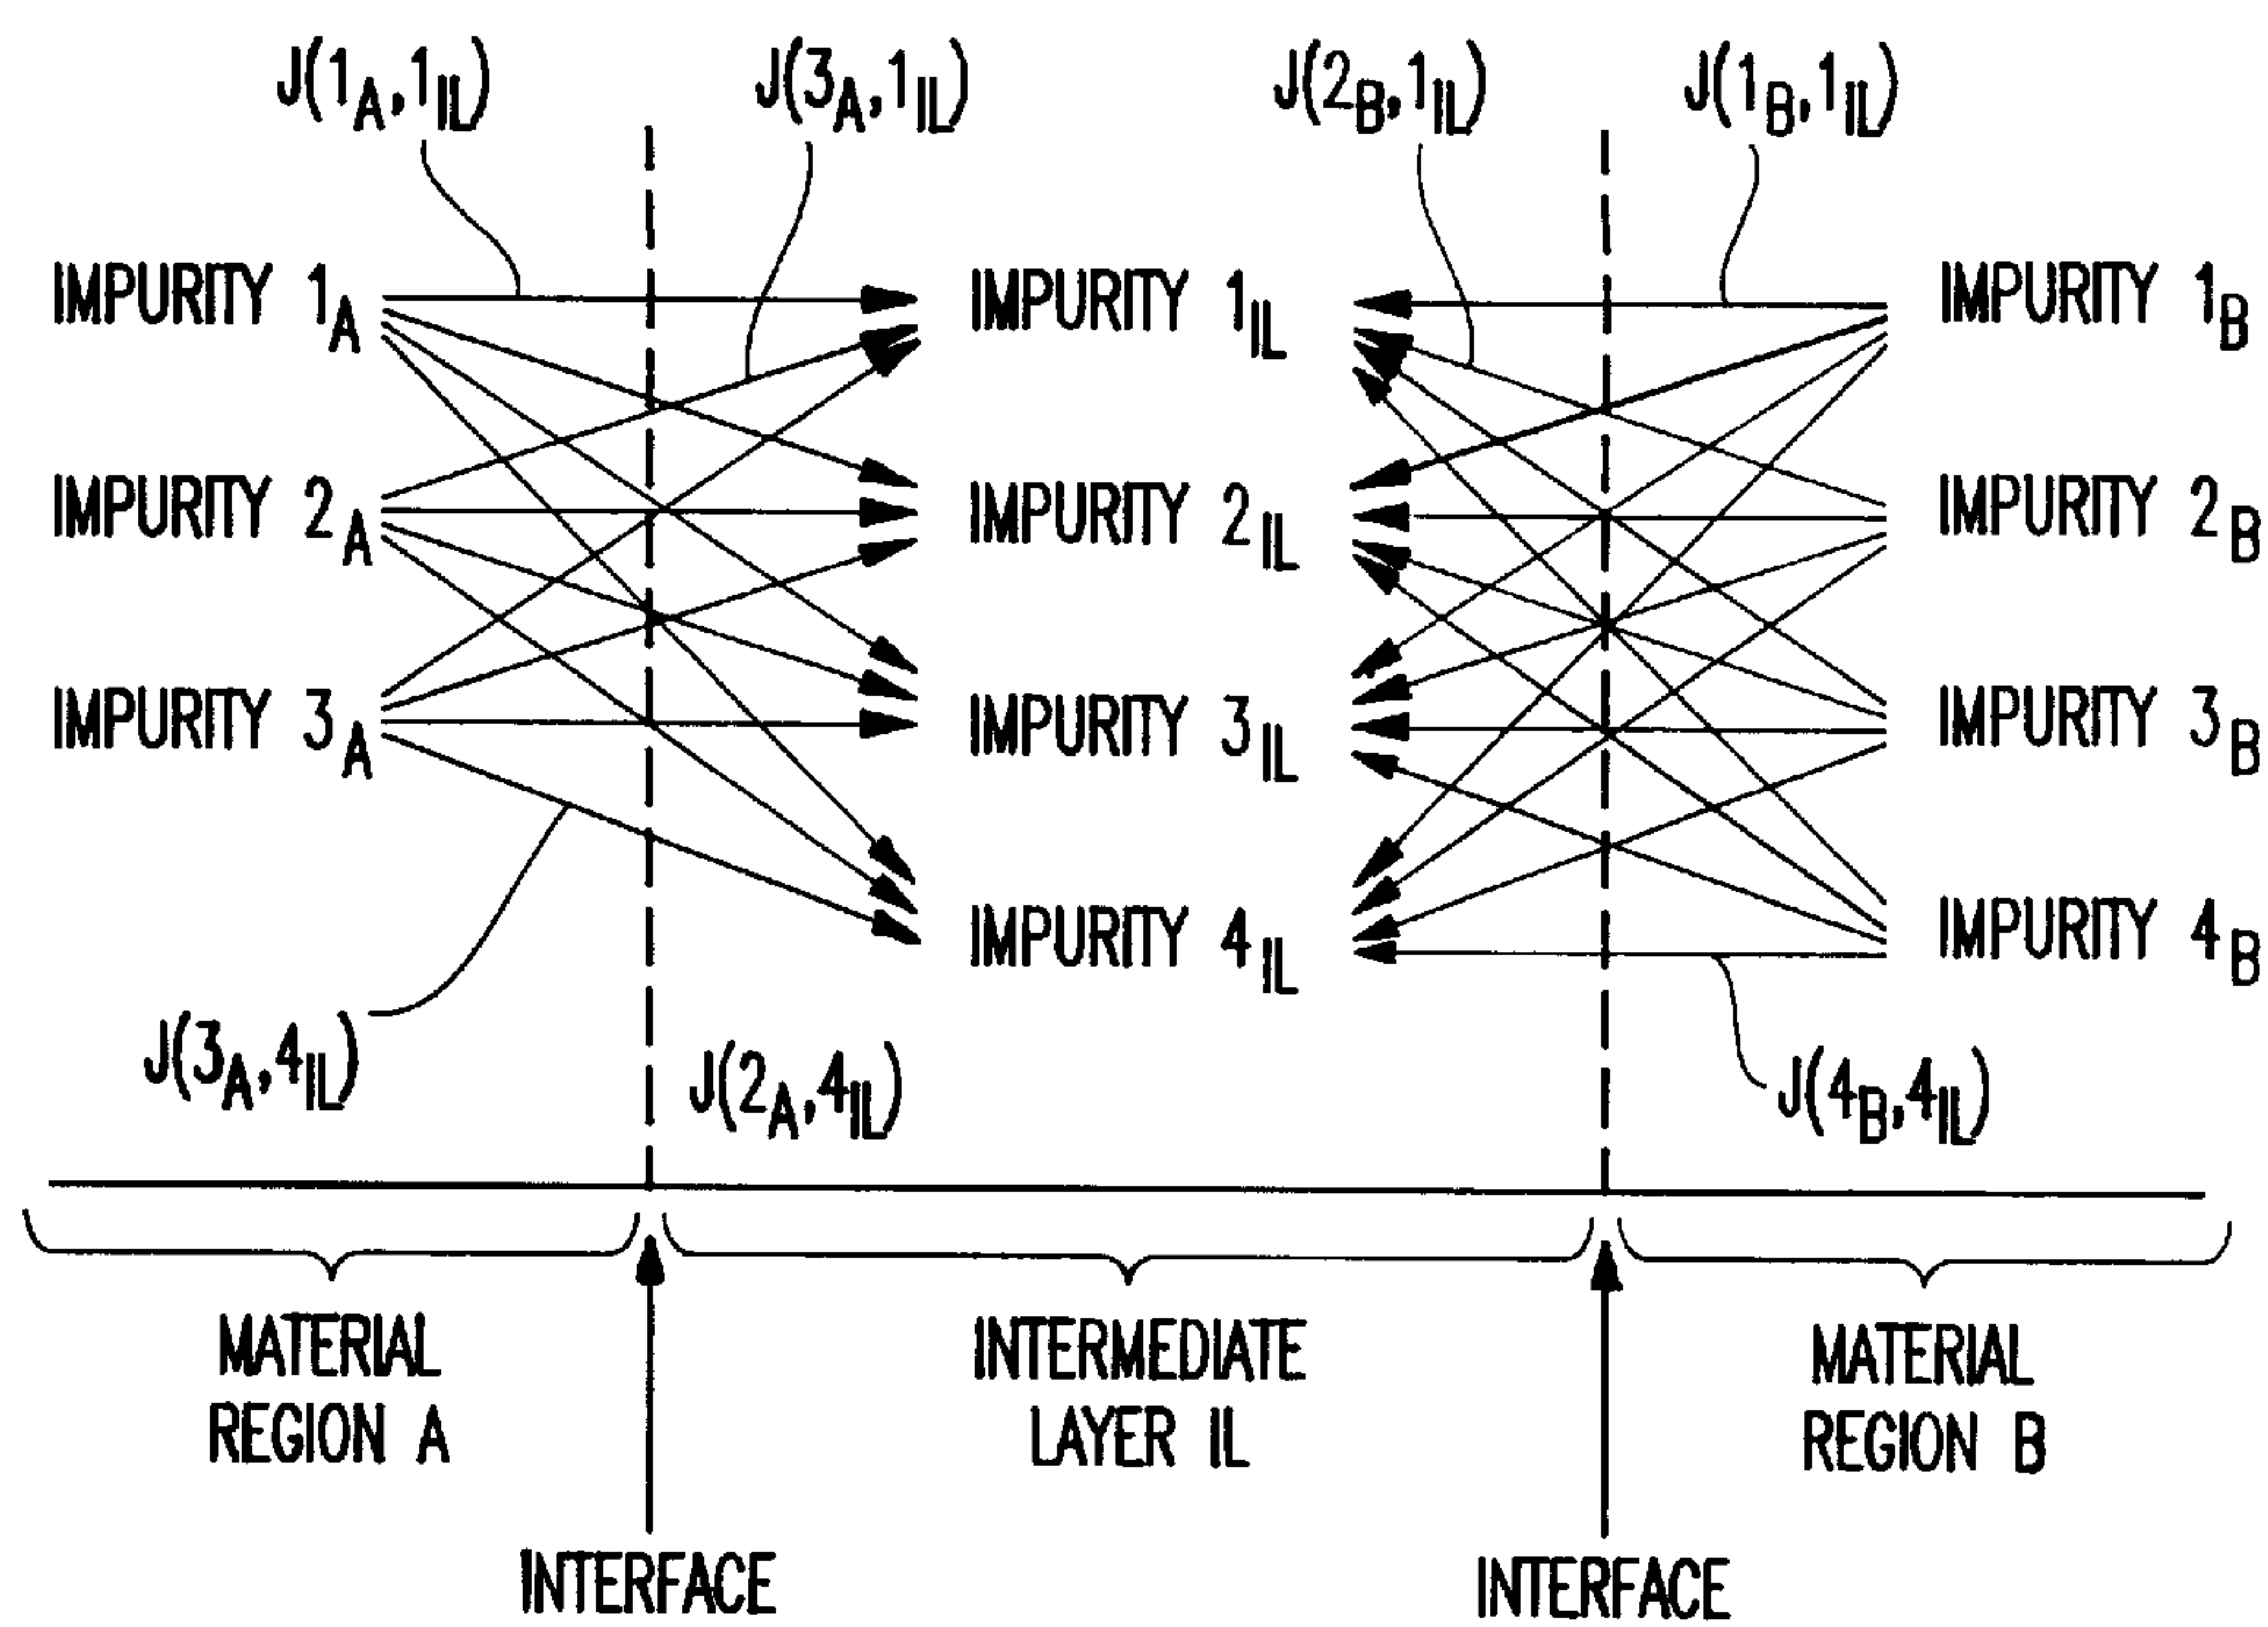 J(1A,1IL) J(3A,1IL) J(2B,1IL) J(1B,1IL)
IMPURITY 1A IMPURITY 1IL IMPURITY 1B
IMPURITY 2A IMPURITY 2IL IMPURITY 2B
IMPURITY 3A IMPURITY 3IL IMPURITY 3B
IMPURITY 4IL IMPURITY 4B
J(3A,4IL) J(2A,4IL) J(4B,4IL)
MATERIAL
REGION A
INTERMEDIATE
LAYER IL
MATERIAL
REGION B
INTERFACE INTERFACE